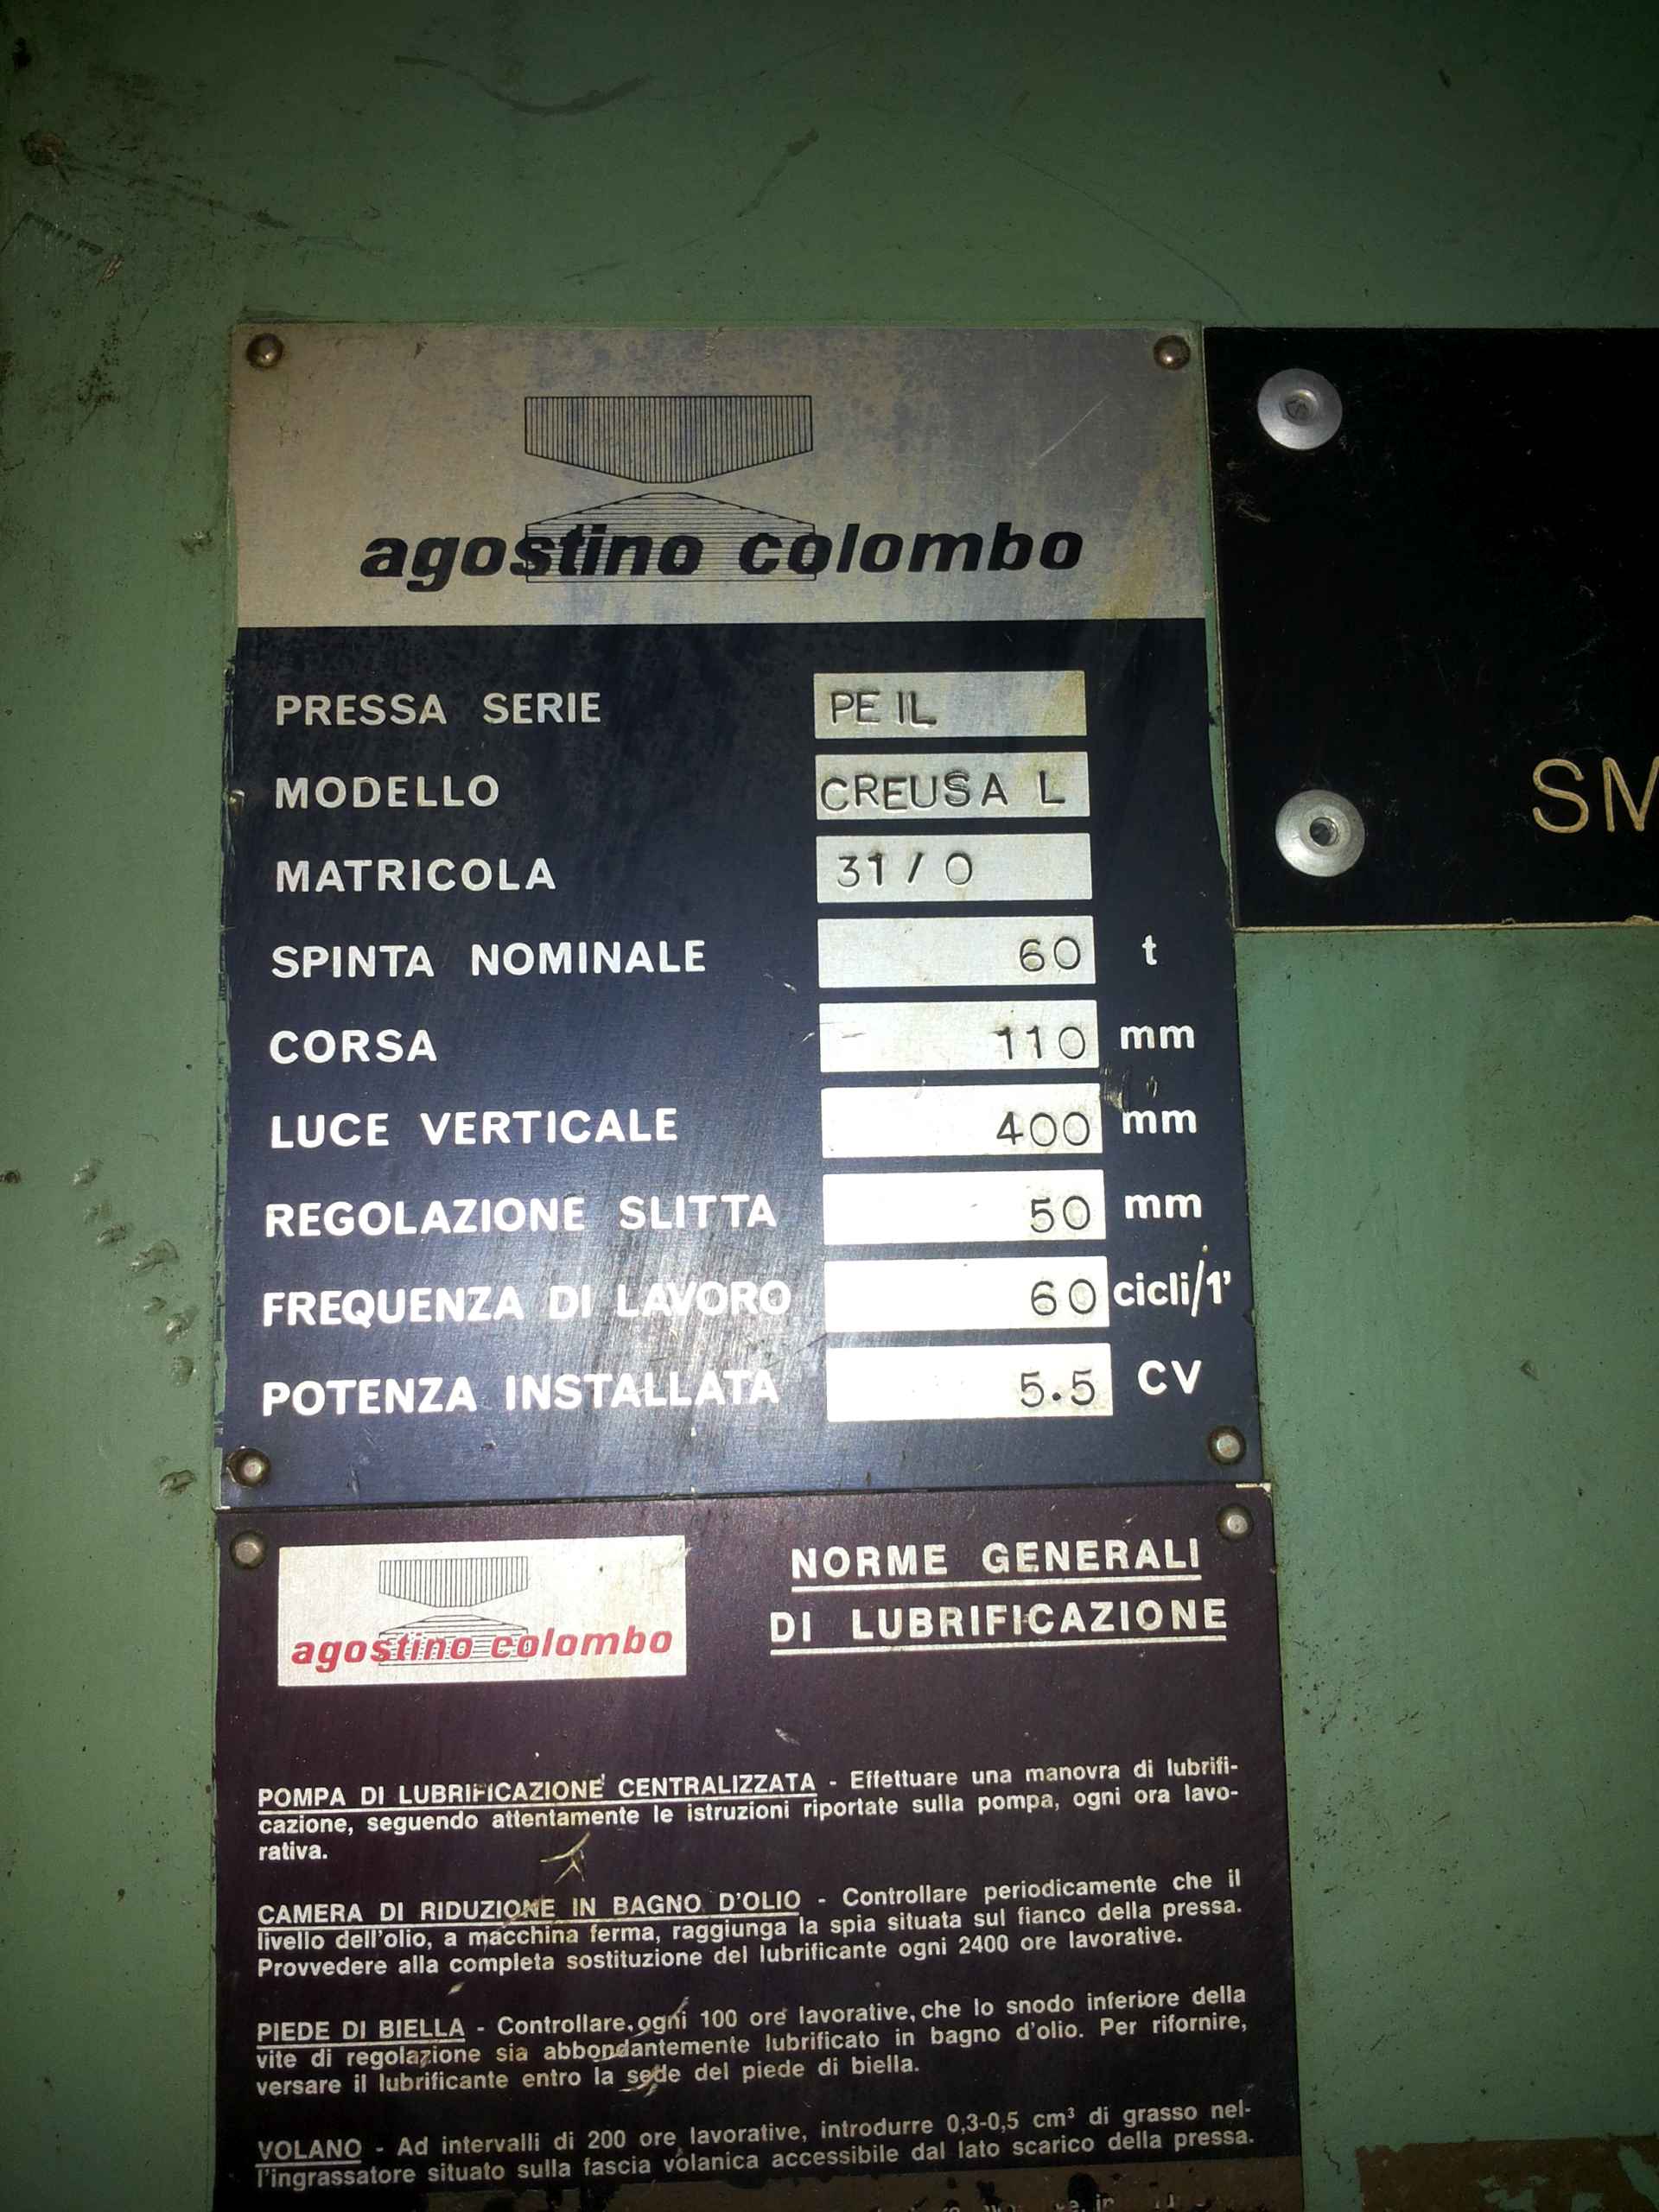 agostino colombo
PRESSA SERIE PE IL
MODELLO CREUSA L
MATRICOLA 31/0
SPINTA NOMINALE 60 t
CORSA 110 mm
LUCE VERTICALE 400 mm
REGOLAZIONE SLITTA 50 mm
FREQUENZA DI LAVORO 60 cicli/1'
POTENZA INSTALLATA 5.5 CV
SM
agostino colombo
NORME GENERALI
DI LUBRIFICAZIONE
POMPA DI LUBRIFICAZIONE CENTRALIZZATA - Effettuare una manovra di lubrifi-
cazione, seguendo attentamente le istruzioni riportate sulla pompa, ogni ora lavo-
rativa.
CAMERA DI RIDUZIONE IN BAGNO D'OLIO - Controllare periodicamente che il
livello dell'olio, a macchina ferma, raggiunga la spia situata sul fianco della pressa.
Provvedere alla completa sostituzione del lubrificante ogni 2400 ore lavorative.
PIEDE DI BIELLA - Controllare, ogni 100 ore lavorative, che lo snodo inferiore della
vite di regolazione sia abbondantemente lubrificato in bagno d'olio. Per rifornire,
versare il lubrificante entro la sede del piede di biella.
VOLANO - Ad intervalli di 200 ore lavorative, introdurre 0,3-0,5 cm³ di grasso nel-
l'ingrassatore situato sulla fascia volanica accessibile dal lato scarico della pressa.